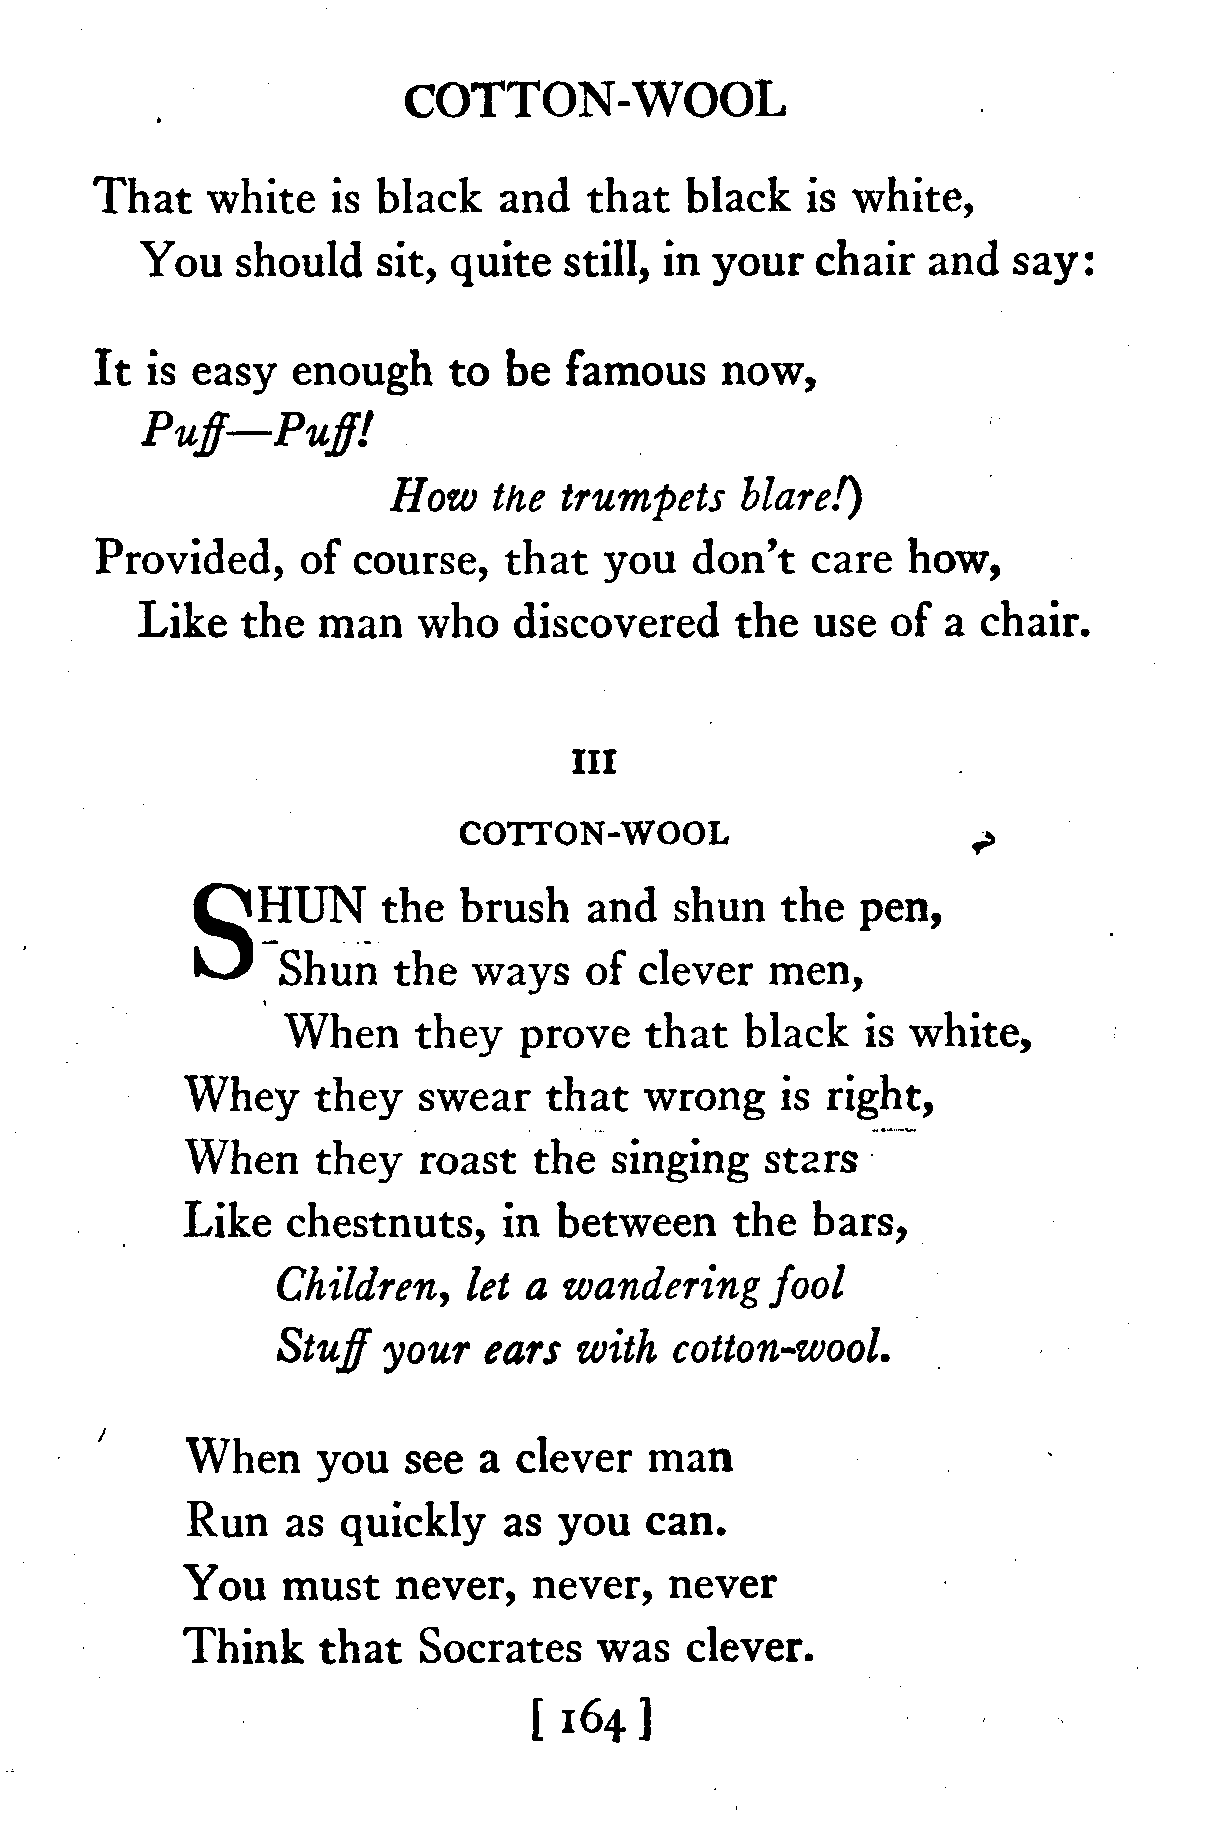 COTTON-WOOL
That white is black and that black is white,
You should sit, quite still, in your chair and say:
It is easy enough to be famous now,
Puff—Puff!
How the trumpets blare!)
Provided, of course, that you don't care how,
Like the man who discovered the use of a chair.
III
COTTON-WOOL
SHUN the brush and shun the pen,
Shun the ways of clever men,
When they prove that black is white,
Whey they swear that wrong is right,
When they roast the singing stars
Like chestnuts, in between the bars,
Children, let a wandering fool
Stuff your ears with cotton-wool.
When you see a clever man
Run as quickly as you can.
You must never, never, never
Think that Socrates was clever.
[ 164 ]